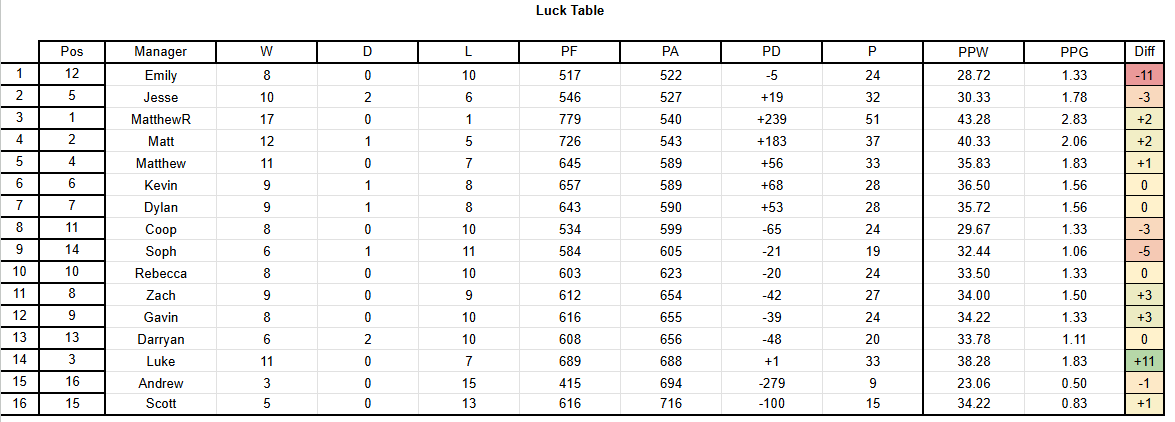 Luck Table
Pos Manager W D L PF PA PD P PPW PPG Diff
1 12 Emily 8 0 10 517 522 -5 24 28.72 1.33 -11
2 5 Jesse 10 2 6 546 527 +19 32 30.33 1.78 -3
3 1 MatthewR 17 0 1 779 540 +239 51 43.28 2.83 +2
4 2 Matt 12 1 5 726 543 +183 37 40.33 2.06 +2
5 4 Matthew 11 0 7 645 589 +56 33 35.83 1.83 +1
6 6 Kevin 9 1 8 657 589 +68 28 36.50 1.56 0
7 7 Dylan 9 1 8 643 590 +53 28 35.72 1.56 0
8 11 Coop 8 0 10 534 599 -65 24 29.67 1.33 -3
9 14 Soph 6 1 11 584 605 -21 19 32.44 1.06 -5
10 10 Rebecca 8 0 10 603 623 -20 24 33.50 1.33 0
11 8 Zach 9 0 9 612 654 -42 27 34.00 1.50 +3
12 9 Gavin 8 0 10 616 655 -39 24 34.22 1.33 +3
13 13 Darryan 6 2 10 608 656 -48 20 33.78 1.11 0
14 3 Luke 11 0 7 689 688 +1 33 38.28 1.83 +11
15 16 Andrew 3 0 15 415 694 -279 9 23.06 0.50 -1
16 15 Scott 5 0 13 616 716 -100 15 34.22 0.83 +1